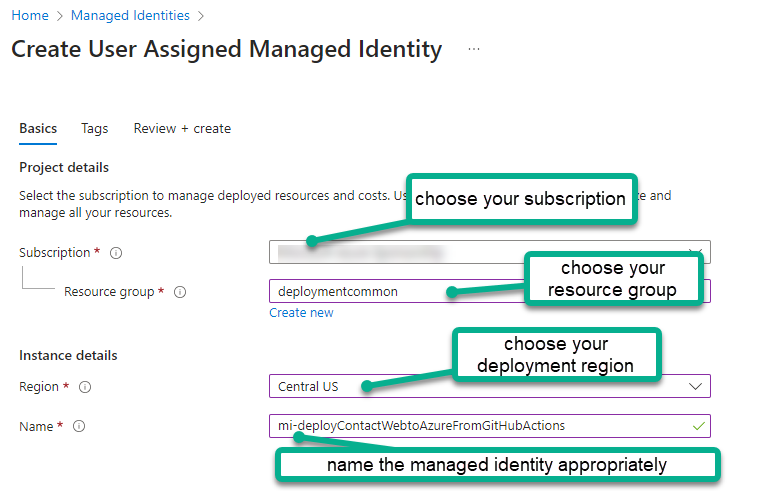 Home > Managed Identities >
Create User Assigned Managed Identity ...
Basics Tags Review + create
Project details
Select the subscription to manage deployed resources and costs. Us e and
manage all your resources.
choose your subscription
Subscription *
Resource group *
deploymentcommon
choose your
resource group
Create new
Instance details
choose your
deployment region
Region *
Central US
Name *
mi-deployContactWebtoAzureFromGitHubActions
name the managed identity appropriately